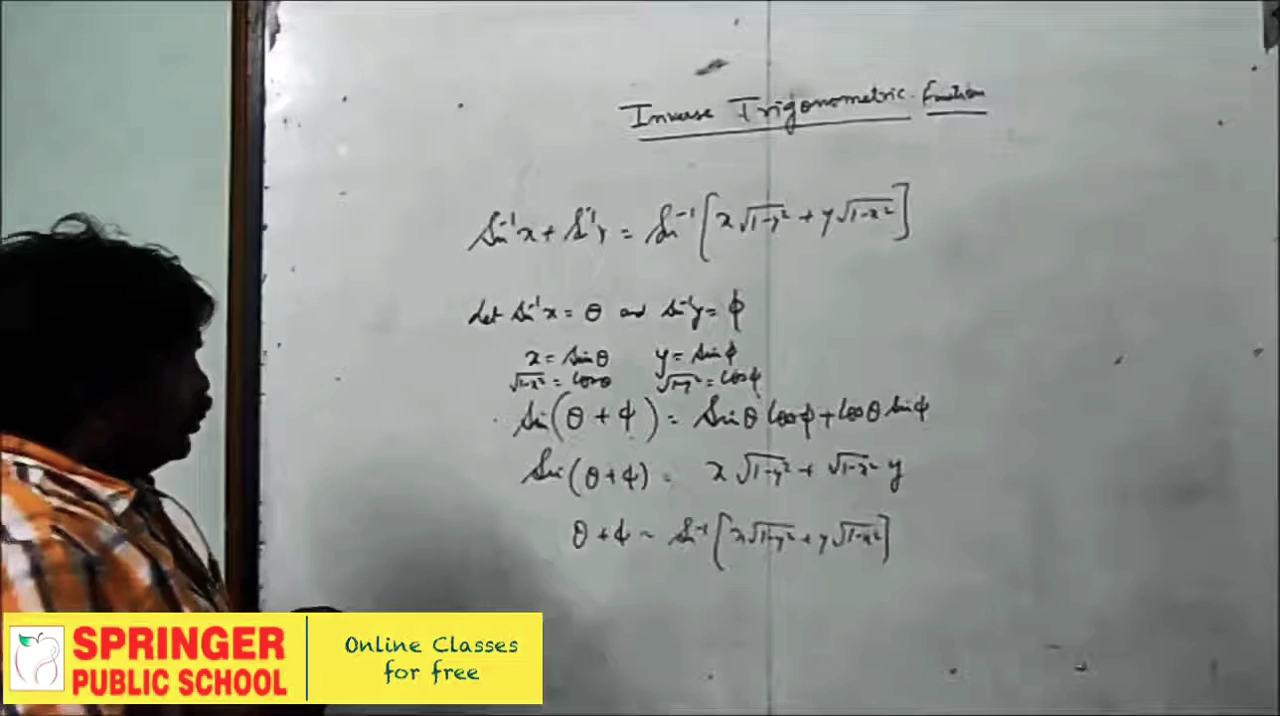 Inverse Trigonometric Function
Sin⁻¹x + Sin⁻¹y = Sin⁻¹[x√1-y² + y√1-x²]
Let Sin⁻¹x = θ and Sin⁻¹y = ϕ
x = Sinθ y = Sinϕ
√1-x² = Cosθ √1-y² = Cosϕ
Sin(θ + ϕ) = Sinθ Cosϕ + Cosθ Sinϕ
Sin(θ+ϕ) = x√1-y² + √1-x² y
θ + ϕ = Sin⁻¹[x√1-y² + y√1-x²]
SPRINGER
PUBLIC SCHOOL
Online Classes
for free